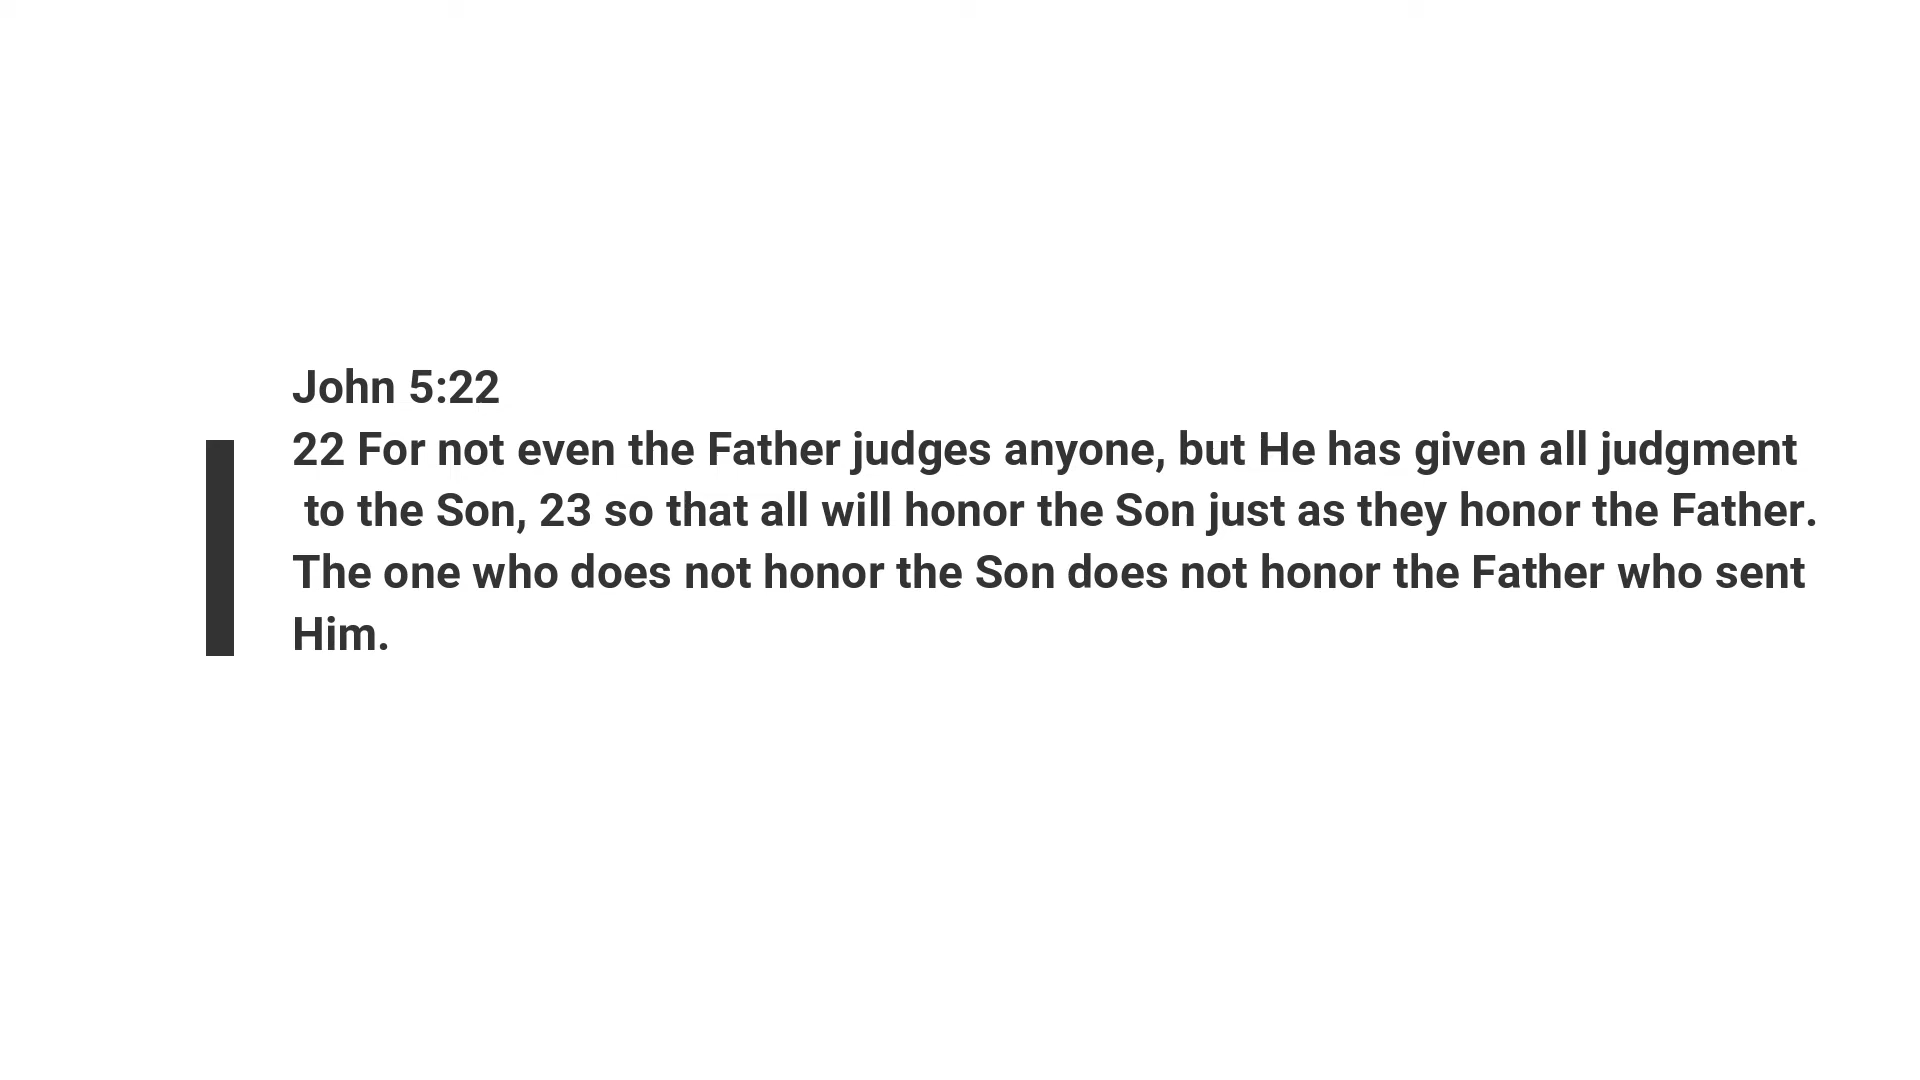 John 5:22
22 For not even the Father judges anyone, but He has given all judgment
to the Son, 23 so that all will honor the Son just as they honor the Father.
The one who does not honor the Son does not honor the Father who sent
Him.